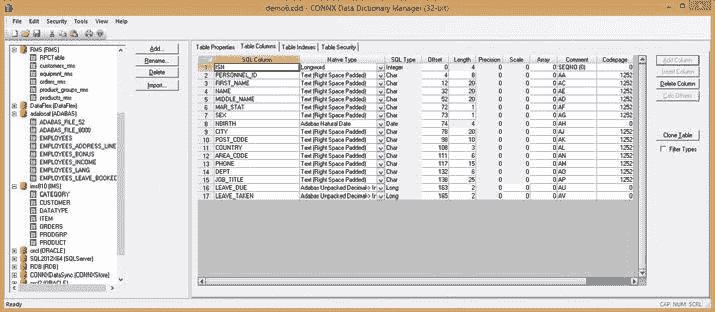 demo6.cdd - CONNX Data Dictionary Manager (32-bit)
File Edit Security Tools View Help
RMS (RMS)
RPCTable
customers_rms
equipmnt_rms
orders_rms
product_groups_rms
products_rms
DataFlex (DataFlex)
adalocal (ADABAS)
ADABAS_FILE_52
ADABAS_FILE_8000
EMPLOYEES
EMPLOYEES_ADDRESS_LINE
EMPLOYEES_BONUS
EMPLOYEES_INCOME
EMPLOYEES_LANG
EMPLOYEES_LEAVE_BOOKED
ims810 (IMS)
CATEGORY
CUSTOMER
DATATYPE
ITEM
ORDERS
PRODGRP
PRODUCT
orcl (ORACLE)
SQL2012X64 (SQLServer)
RDB (RDB)
CONNXDataSync (CONNXStore)
Add...
Rename...
Delete
Import...
Table Properties Table Columns Table Indexes Table Security
SQL Column Native Type SQL Type Offset Length Precision Scale Array Comment Codepage
1 ISN Longword Integer 0 4 0 0 0 SEQNO (0) 0
2 PERSONNEL_ID Text (Right Space Padded) Char 4 8 0 0 0 AA 1252
3 FIRST_NAME Text (Right Space Padded) Char 12 20 0 0 0 AC 1252
4 NAME Text (Right Space Padded) Char 32 20 0 0 0 AE 1252
5 MIDDLE_NAME Text (Right Space Padded) Char 52 20 0 0 0 AD 1252
6 MAR_STAT Text (Right Space Padded) Char 72 1 0 0 0 AF 1252
7 SEX Text (Right Space Padded) Char 73 1 0 0 0 AG 1252
8 NBIRTH Adabas Natural Date Date 74 4 0 0 0 AH 0
9 CITY Text (Right Space Padded) Char 78 20 0 0 0 AJ 1252
10 POST_CODE Text (Right Space Padded) Char 98 10 0 0 0 AK 1252
11 COUNTRY Text (Right Space Padded) Char 108 3 0 0 0 AL 1252
12 AREA_CODE Text (Right Space Padded) Char 111 6 0 0 0 AN 1252
13 PHONE Text (Right Space Padded) Char 117 15 0 0 0 AM 1252
14 DEPT Text (Right Space Padded) Char 132 6 0 0 0 AO 1252
15 JOB_TITLE Text (Right Space Padded) Char 138 25 0 0 0 AP 1252
16 LEAVE_DUE Adabas Unpacked Decimal Long 163 2 0 0 0 AU 0
17 LEAVE_TAKEN Adabas Unpacked Decimal Long 165 2 0 0 0 AV 0
Add Column
Insert Column
Delete Column
Calc Offsets
Clone Table
Filter Types
Ready
CAP NUM SCRL